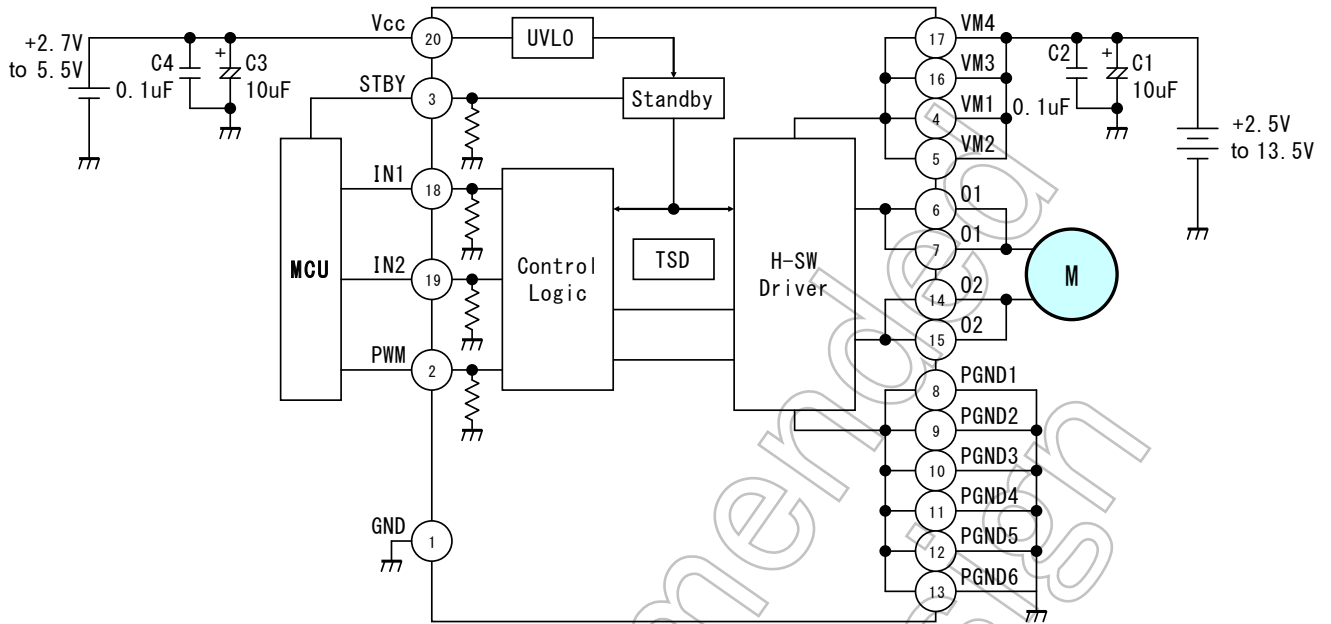 Vcc
20
UVLO
+2.7V
to 5.5V
C4
0.1uF
+
C3
10uF
STBY
3
Standby
MCU
IN1
18
IN2
19
PWM
2
GND
1
Control
Logic
TSD
H-SW
Driver
17
VM4
16
VM3
4
VM1
5
VM2
C2
0.1uF
+
C1
10uF
+2.5V
to 13.5V
6
O1
7
O1
14
O2
15
O2
M
8
PGND1
9
PGND2
10
PGND3
11
PGND4
12
PGND5
13
PGND6